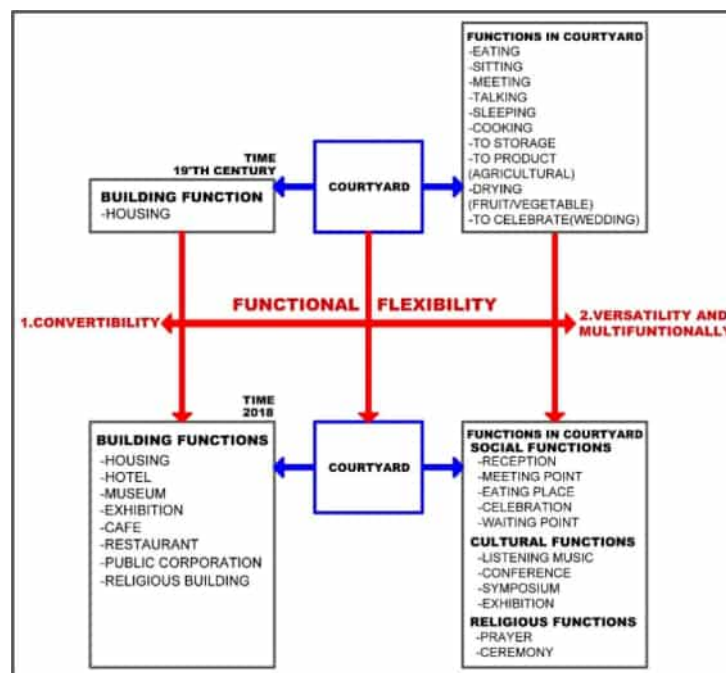 FUNCTIONS IN COURTYARD
-EATING
-SITTING
-MEETING
-TALKING
-SLEEPING
-COOKING
-TO STORAGE
-TO PRODUCT
(AGRICULTURAL)
-DRYING
(FRUIT/VEGETABLE)
-TO CELEBRATE(WEDDING)
TIME
19'TH CENTURY
BUILDING FUNCTION
-HOUSING
COURTYARD
FUNCTIONAL FLEXIBILITY
1.CONVERTIBILITY
2.VERSATILITY AND
MULTIFUNTIONALLY
TIME
2018
BUILDING FUNCTIONS
-HOUSING
-HOTEL
-MUSEUM
-EXHIBITION
-CAFE
-RESTAURANT
-PUBLIC CORPORATION
-RELIGIOUS BUILDING
COURTYARD
FUNCTIONS IN COURTYARD
SOCIAL FUNCTIONS
-RECEPTION
-MEETING POINT
-EATING PLACE
-CELEBRATION
-WAITING POINT
CULTURAL FUNCTIONS
-LISTENING MUSIC
-CONFERENCE
-SYMPOSIUM
-EXHIBITION
RELIGIOUS FUNCTIONS
-PRAYER
-CEREMONY